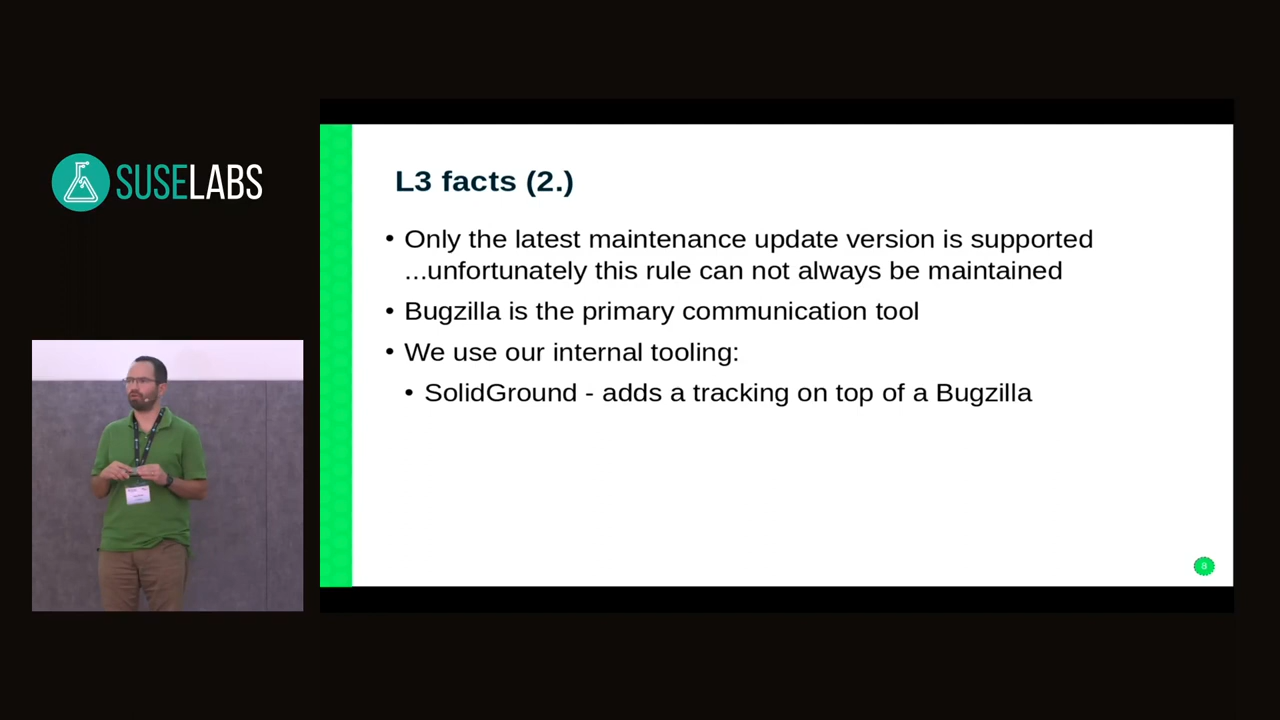 SUSELABS
L3 facts (2.)
• Only the latest maintenance update version is supported
...unfortunately this rule can not always be maintained
• Bugzilla is the primary communication tool
• We use our internal tooling:
• SolidGround - adds a tracking on top of a Bugzilla
8